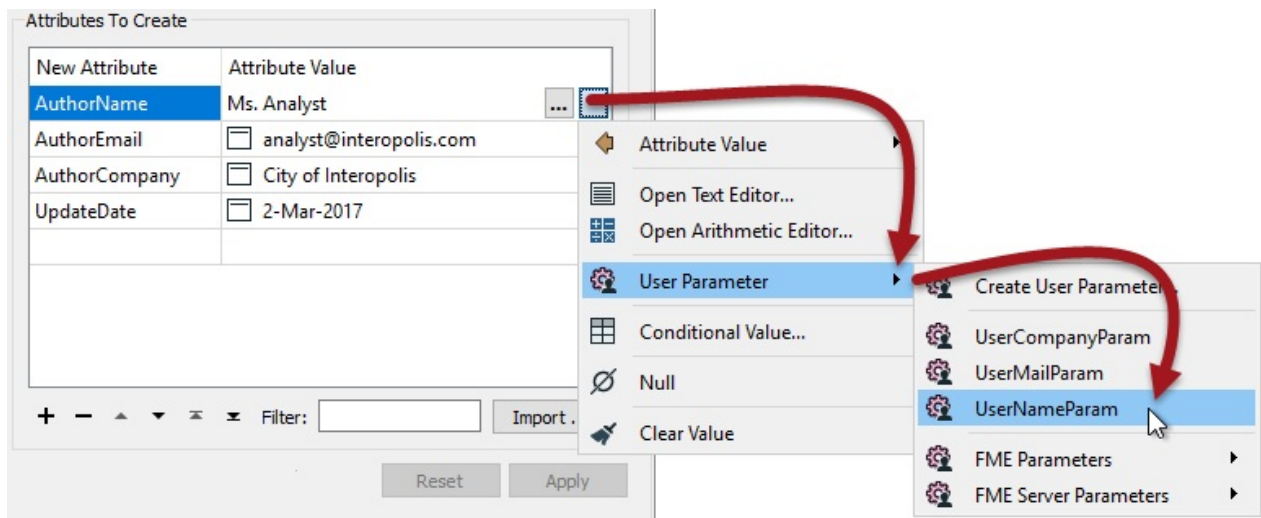 Attributes To Create
New Attribute Attribute Value
AuthorName Ms. Analyst ...
AuthorEmail analyst@interopolis.com
AuthorCompany City of Interopolis
UpdateDate 2-Mar-2017
Filter: Import .
Reset Apply
Attribute Value
Open Text Editor...
Open Arithmetic Editor...
User Parameter
Conditional Value...
Null
Clear Value
Create User Parameter..
UserCompanyParam
UserMailParam
UserNameParam
FME Parameters
FME Server Parameters